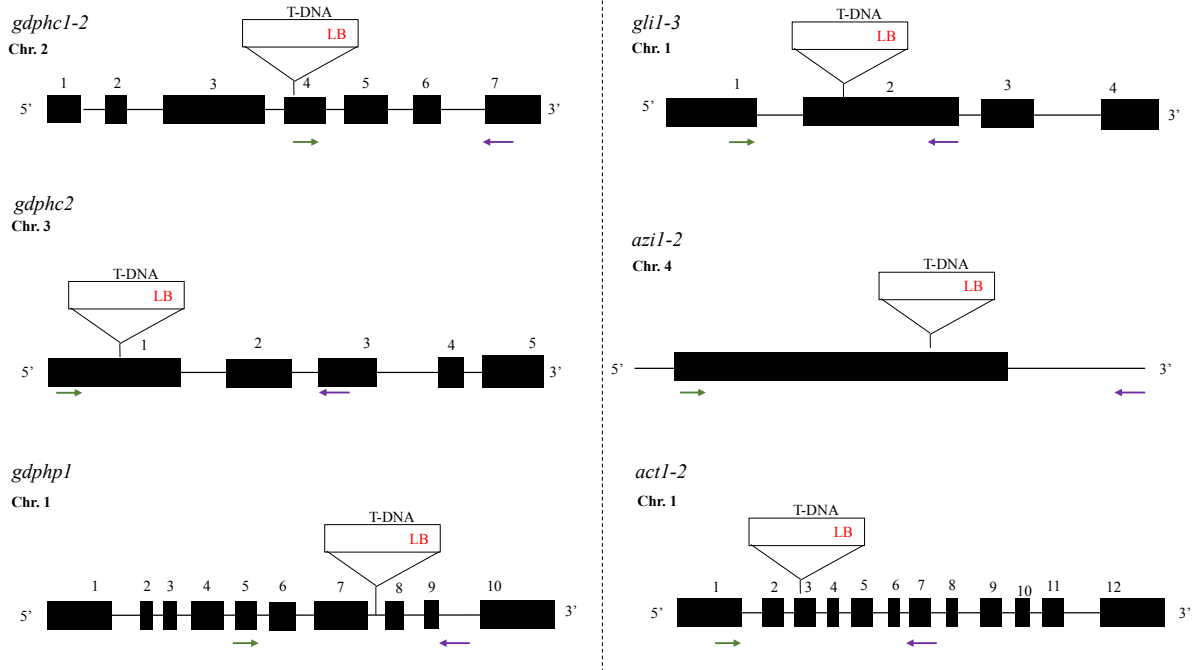 gdphc1-2
Chr. 2
T-DNA
LB
1 2 3 4 5 6 7
5’ 3’
gdphc2
Chr. 3
T-DNA
LB
1 2 3 4 5
5’ 3’
gdphp1
Chr. 1
T-DNA
LB
1 2 3 4 5 6 7 8 9 10
5’ 3’
gli1-3
Chr. 1
T-DNA
LB
1 2 3 4
5’ 3’
azi1-2
Chr. 4
T-DNA
LB
5’ 3’
act1-2
Chr. 1
T-DNA
LB
1 2 3 4 5 6 7 8 9 10 11 12
5’ 3’